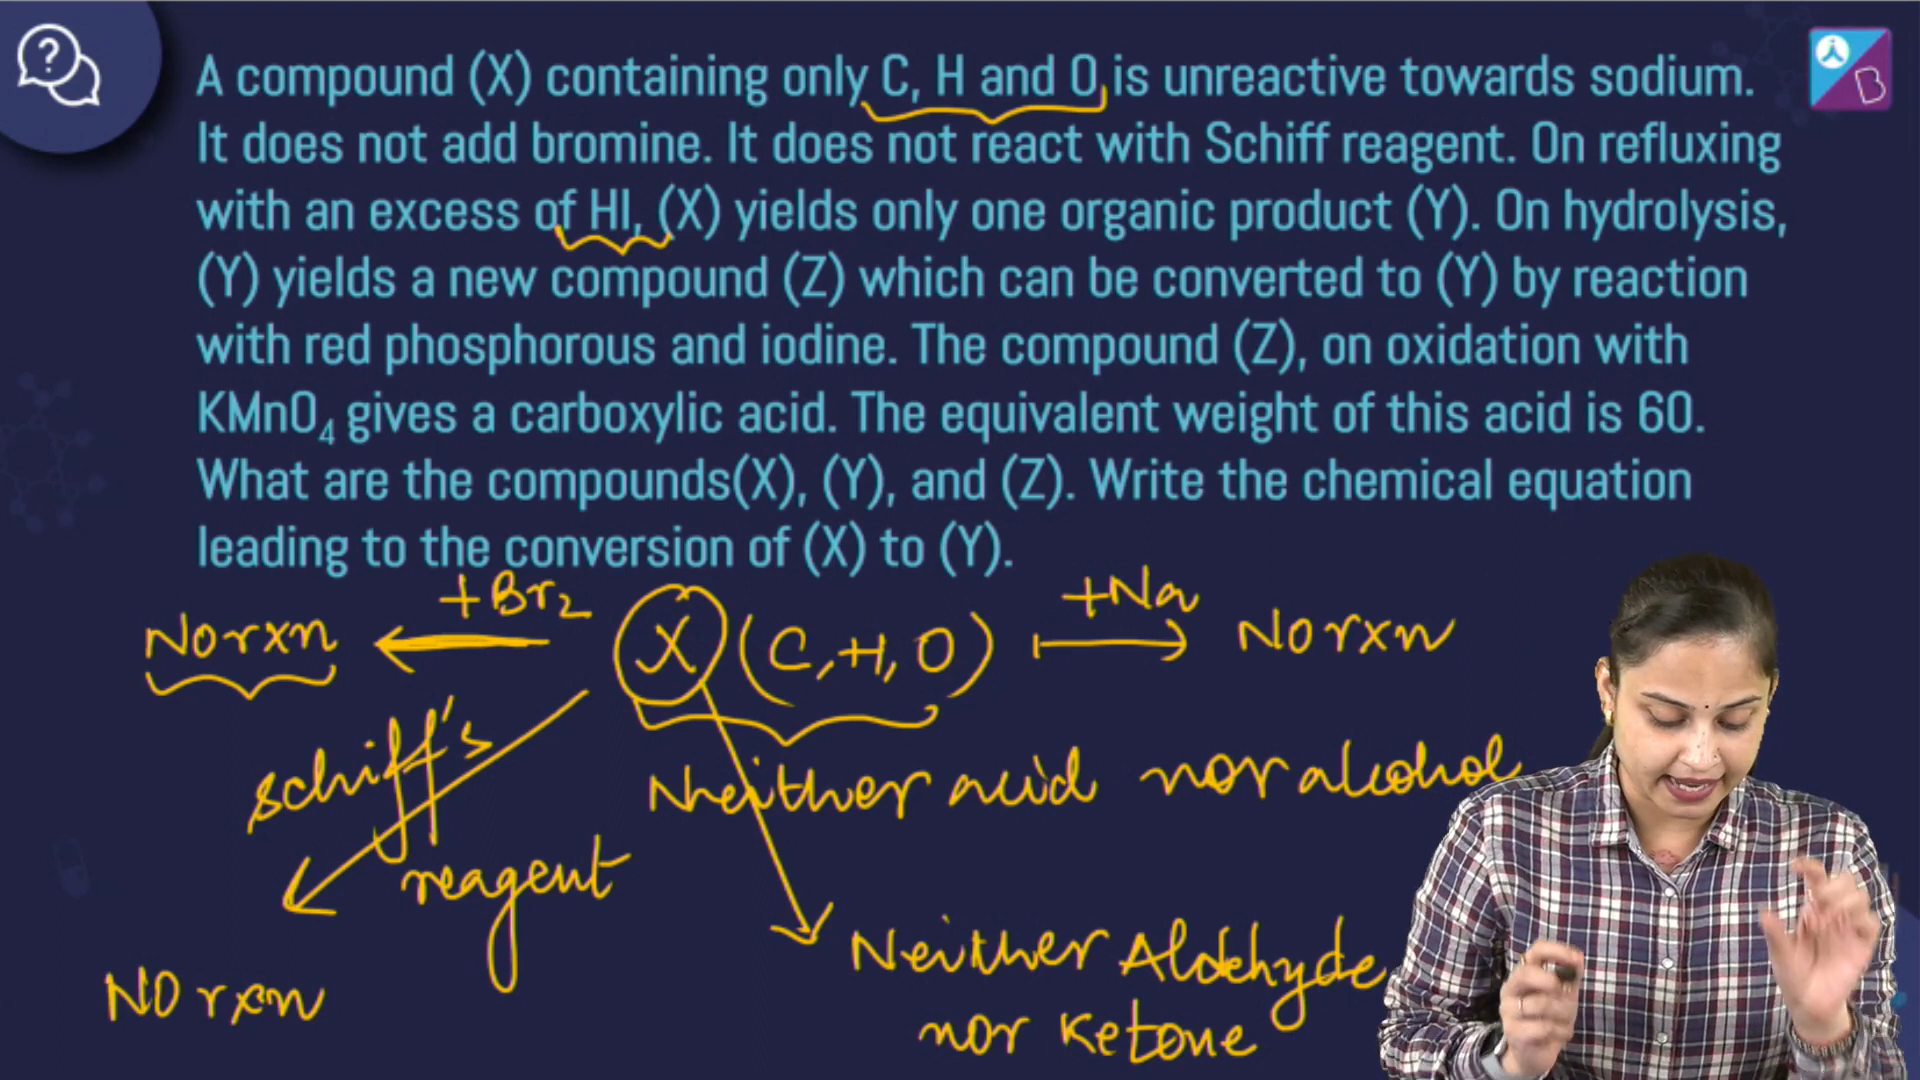 A compound (X) containing only C, H and O, is unreactive towards sodium.
It does not add bromine. It does not react with Schiff reagent. On refluxing
with an excess of HI, (X) yields only one organic product (Y). On hydrolysis,
(Y) yields a new compound (Z) which can be converted to (Y) by reaction
with red phosphorous and iodine. The compound (Z), on oxidation with
KMnO₄ gives a carboxylic acid. The equivalent weight of this acid is 60.
What are the compounds(X), (Y), and (Z). Write the chemical equation
leading to the conversion of (X) to (Y).
+Br₂ +Na
Norxn X (C,H,O) Norxn
schiff's
Neither acid nor alcohol
reagent
Neither Aldehyde
NO rxn
nor Ketone
?
B